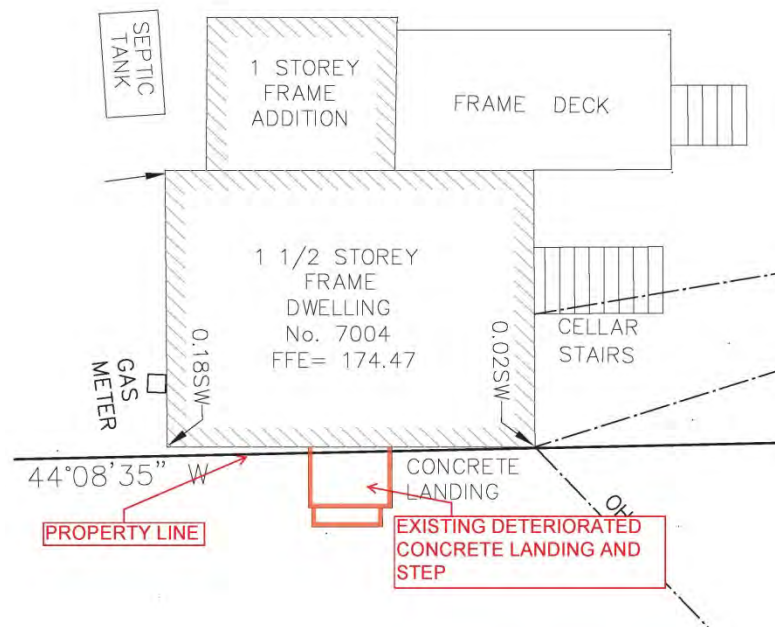 SEPTIC
TANK
1 STOREY
FRAME
ADDITION
FRAME DECK
1 1/2 STOREY
FRAME
DWELLING
No. 7004
FFE= 174.47
0.18SW
0.02SW
CELLAR
STAIRS
GAS
METER
44°08'35" W
CONCRETE
LANDING
OH
PROPERTY LINE
EXISTING DETERIORATED
CONCRETE LANDING AND
STEP